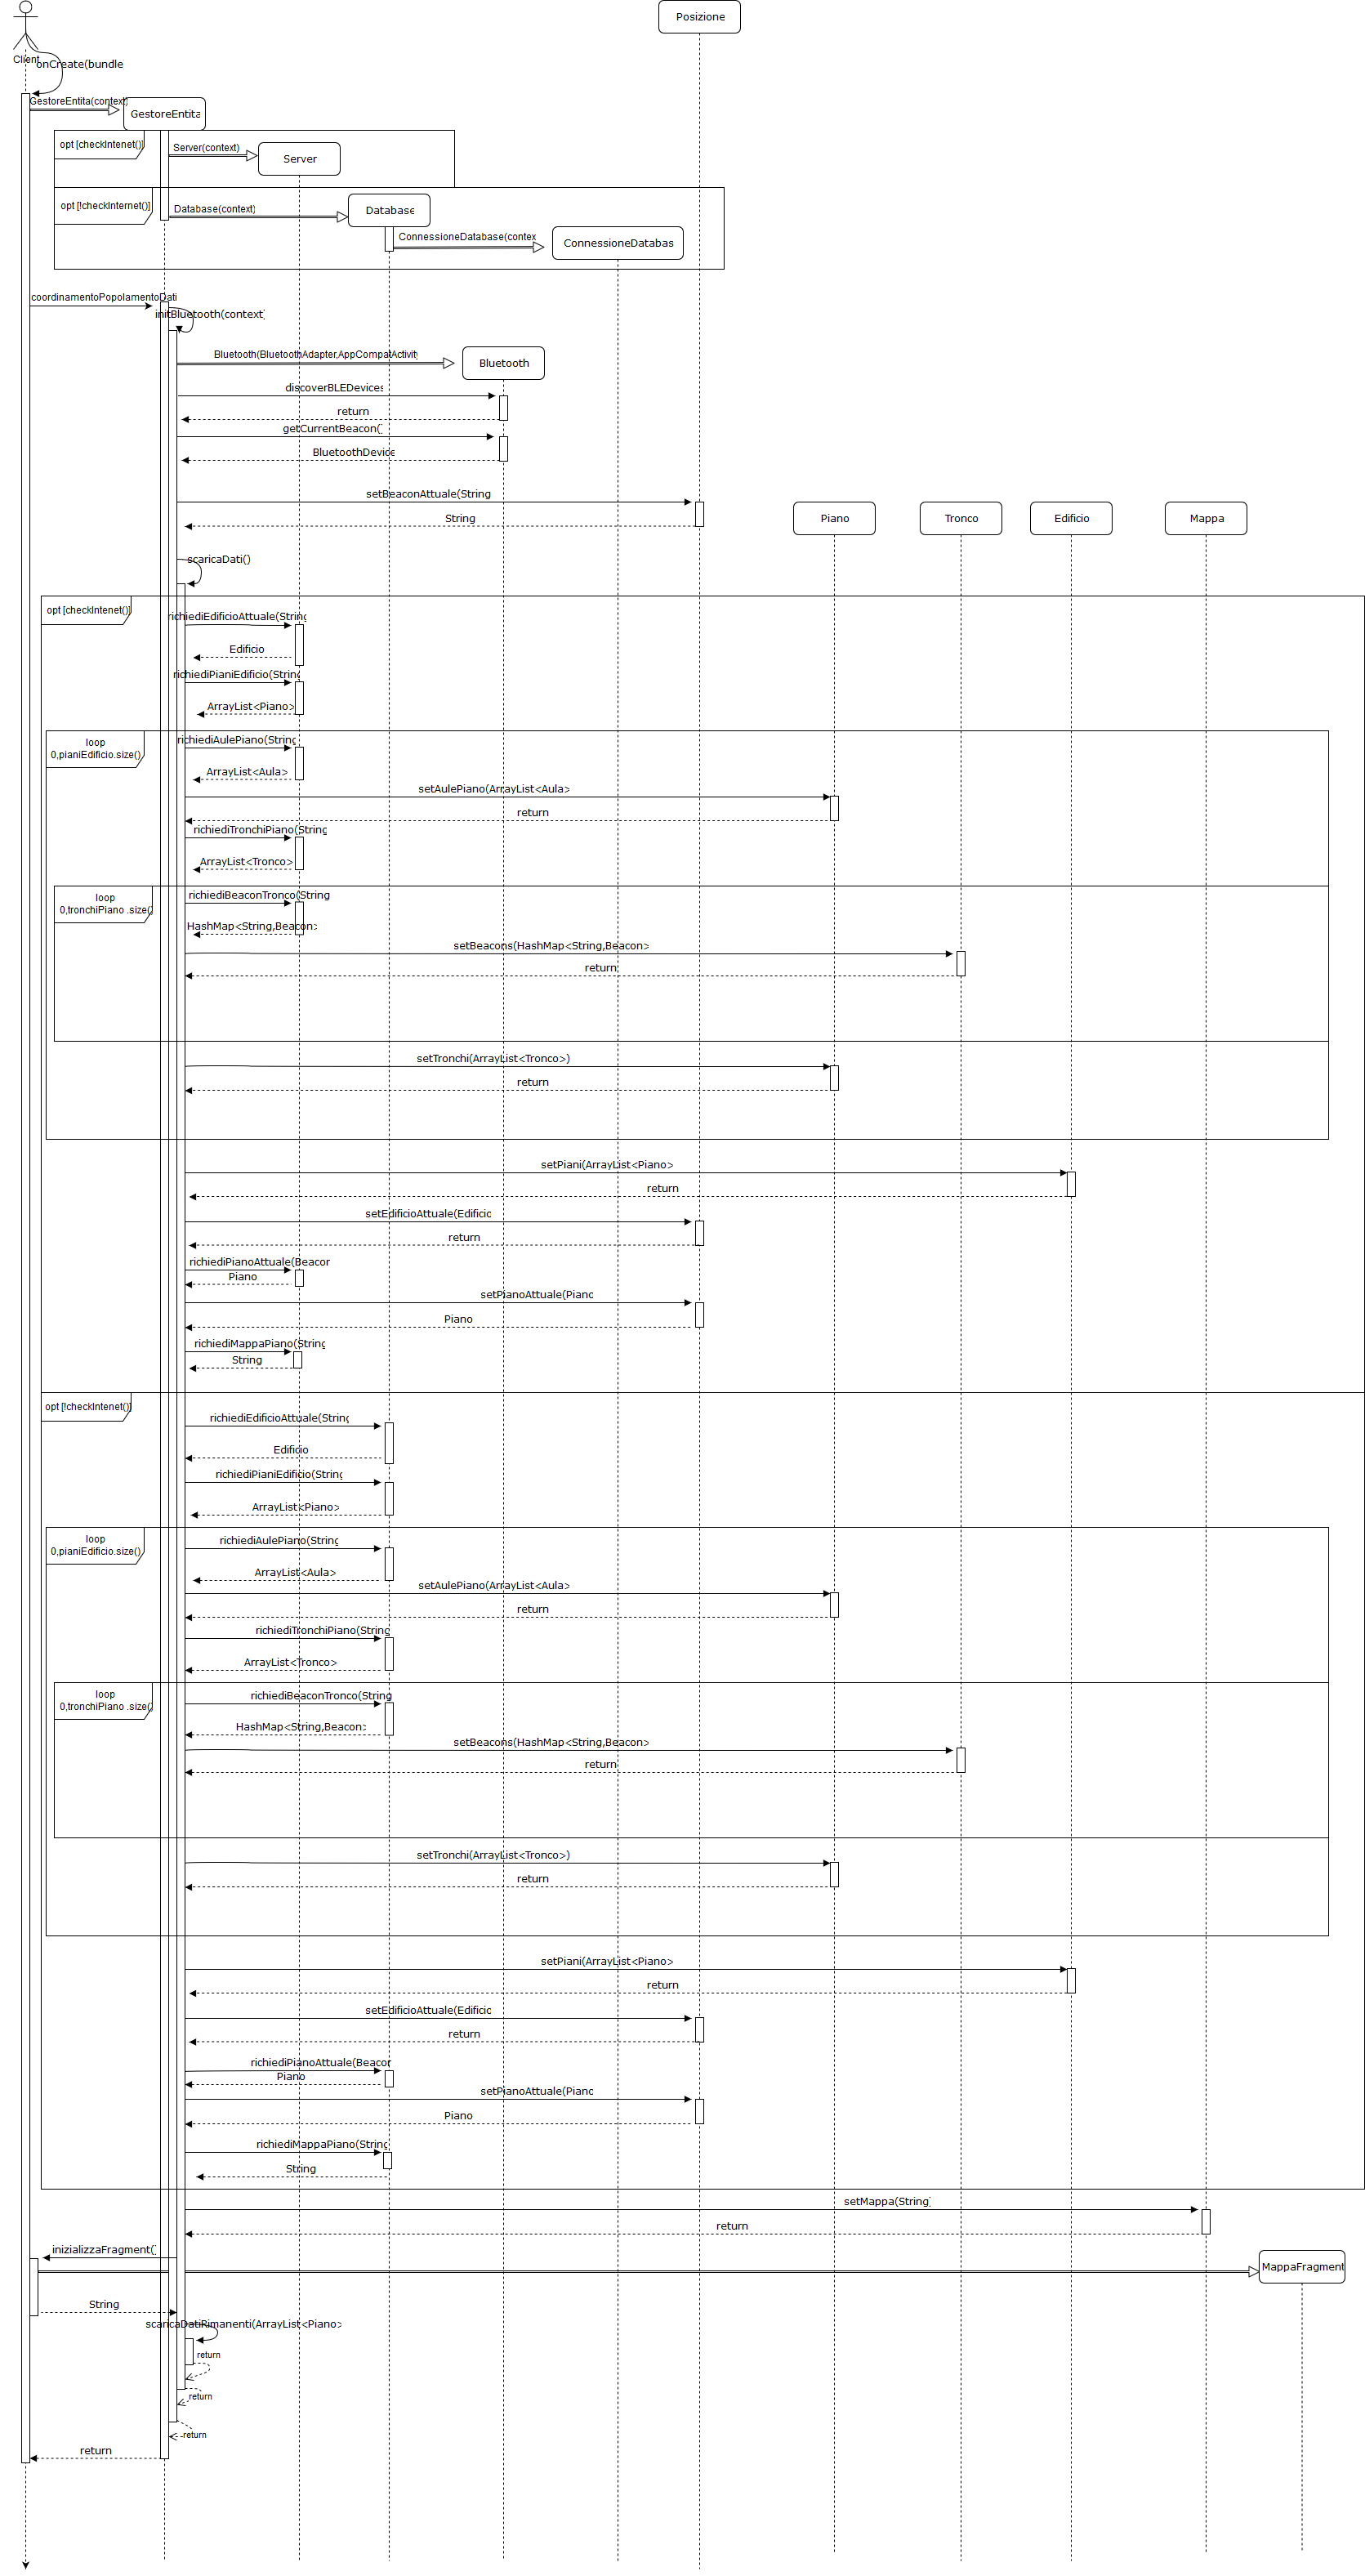 Posizione
Client
onCreate(bundle
GestoreEntita(context)
GestoreEntita
opt [checkIntenet()]
Server(context)
Server
opt [!checkInternet()]
Database(context)
Database
ConnessioneDatabase(contex
ConnessioneDatabas
coordinamentoPopolamentoDati
initBluetooth(context)
Bluetooth(BluetoothAdapter,AppCompatActivit
Bluetooth
discoverBLEDevices
return
getCurrentBeacon()
BluetoothDevice
setBeaconAttuale(String
String
Piano
Tronco
Edificio
Mappa
scaricaDati()
opt [checkIntenet()]
richiediEdificioAttuale(String
Edificio
richiediPianiEdificio(String
ArrayList<Piano>
loop
0,pianiEdificio.size()
richiediAulePiano(String
ArrayList<Aula>
setAulePiano(ArrayList<Aula>
return
richiediTronchiPiano(String
ArrayList<Tronco>
loop
0,tronchiPiano .size()
richiediBeaconTronco(String
HashMap<String,Beacon>
setBeacons(HashMap<String,Beacon>
return
setTronchi(ArrayList<Tronco>)
return
setPiani(ArrayList<Piano>
return
setEdificioAttuale(Edificio
return
richiediPianoAttuale(Beacon
Piano
setPianoAttuale(Piano
Piano
richiediMappaPiano(String
String
opt [!checkIntenet()]
richiediEdificioAttuale(String
Edificio
richiediPianiEdificio(String
ArrayList<Piano>
loop
0,pianiEdificio.size()
richiediAulePiano(String
ArrayList<Aula>
setAulePiano(ArrayList<Aula>
return
richiediTronchiPiano(String
ArrayList<Tronco>
loop
0,tronchiPiano .size()
richiediBeaconTronco(String
HashMap<String,Beacon>
setBeacons(HashMap<String,Beacon>
return
setTronchi(ArrayList<Tronco>)
return
setPiani(ArrayList<Piano>
return
setEdificioAttuale(Edificio
return
richiediPianoAttuale(Beacon
Piano
setPianoAttuale(Piano
Piano
richiediMappaPiano(String
String
setMappa(String)
return
inizializzaFragment()
MappaFragment
String
scaricaDatiRimanenti(ArrayList<Piano>
return
return
return
return